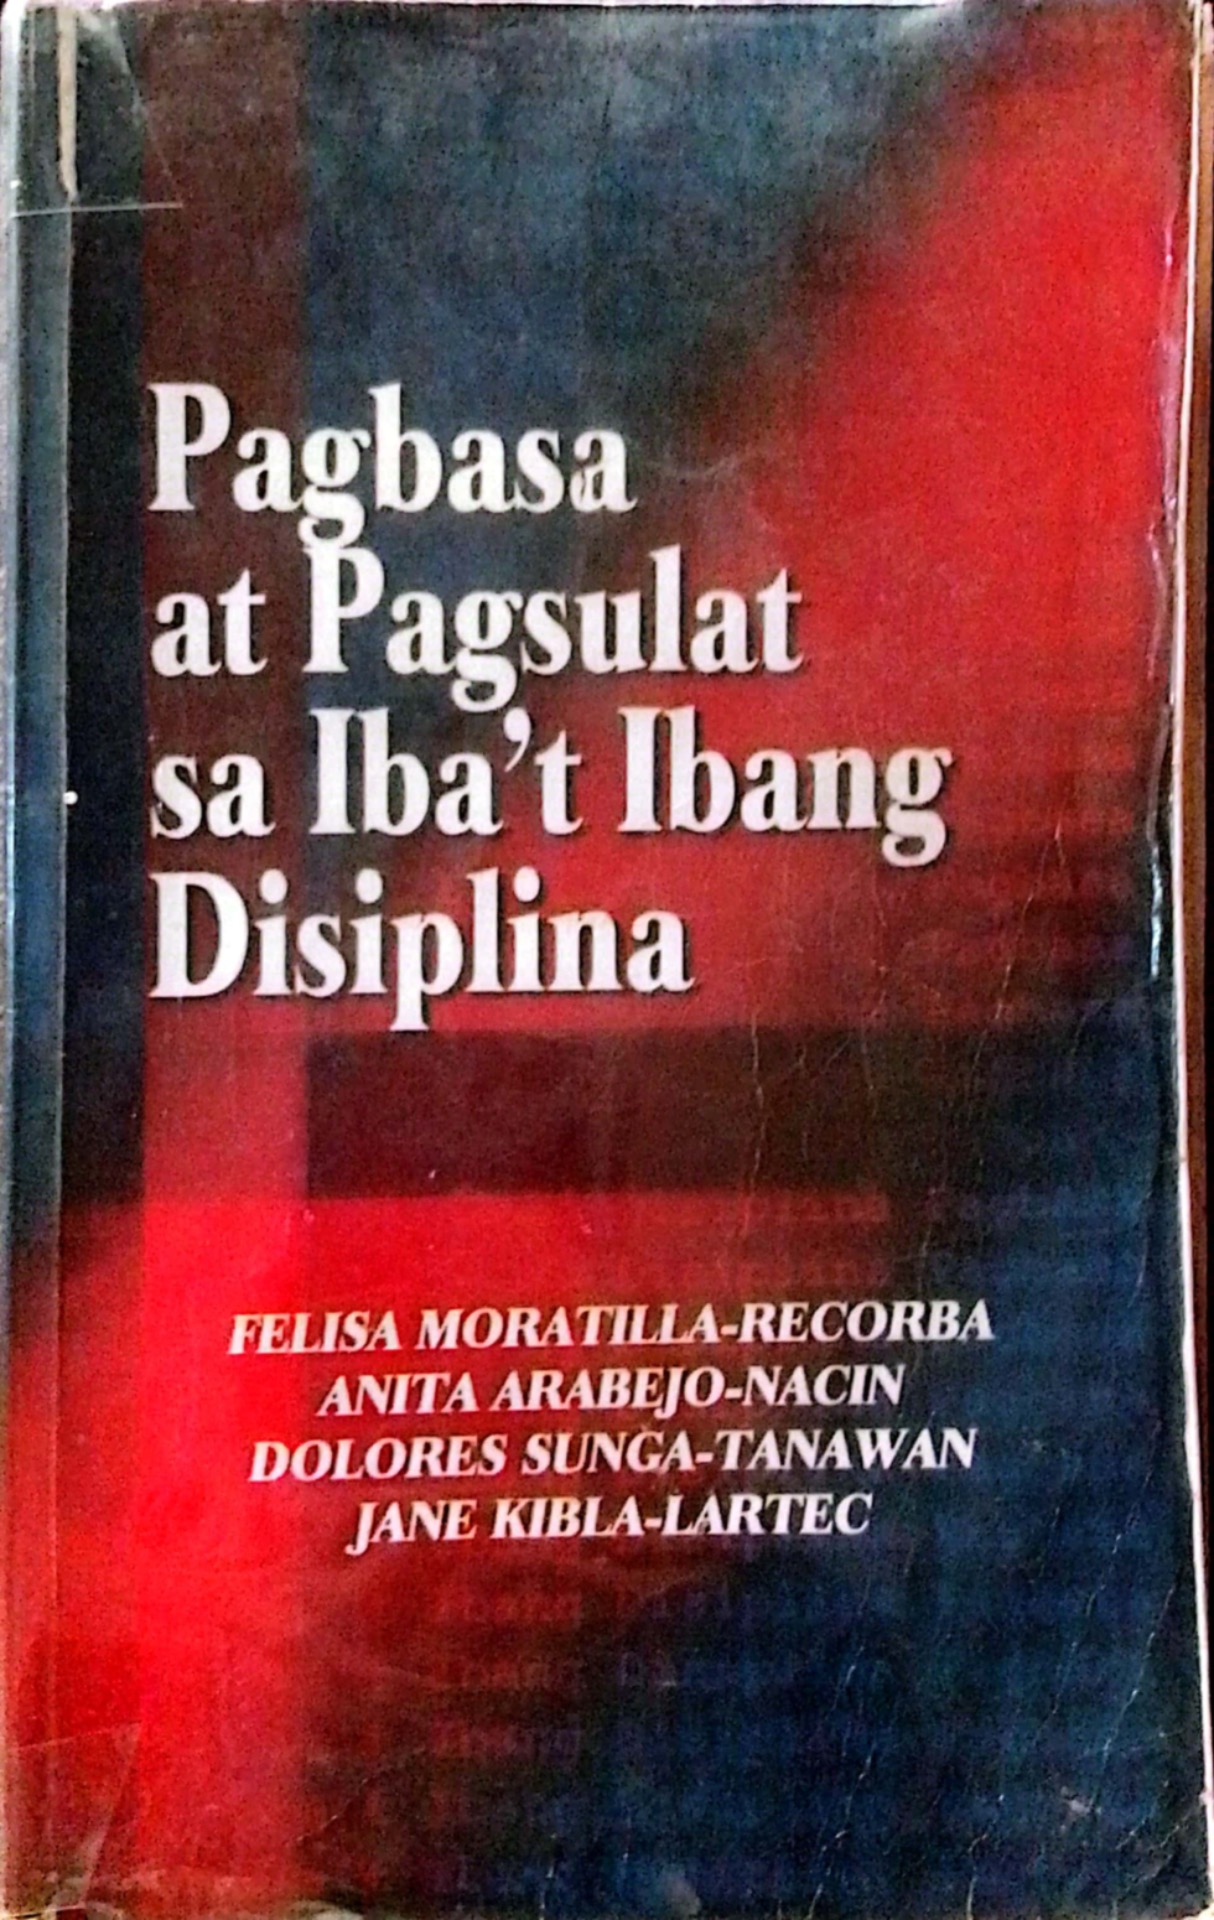 Pagbasa
at Pagsulat
sa Iba't Ibang
Disiplina
FELISA MORATILLA-RECORBA
ANITA ARABEJO-NACIN
DOLORES SUNGA-TANAWAN
JANE KIBLA-LARTEC